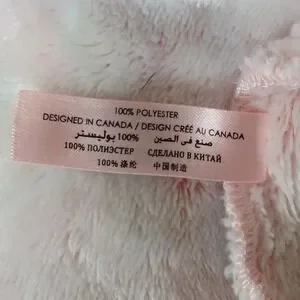 100% POLYESTER
DESIGNED IN CANADA / DESIGN CRÉÉ AU CANADA
صنع في الصين 100% بوليستر
100% ПОЛИЭСТЕР СДЕЛАНО В КИТАЙ
100% 涤纶 中国制造